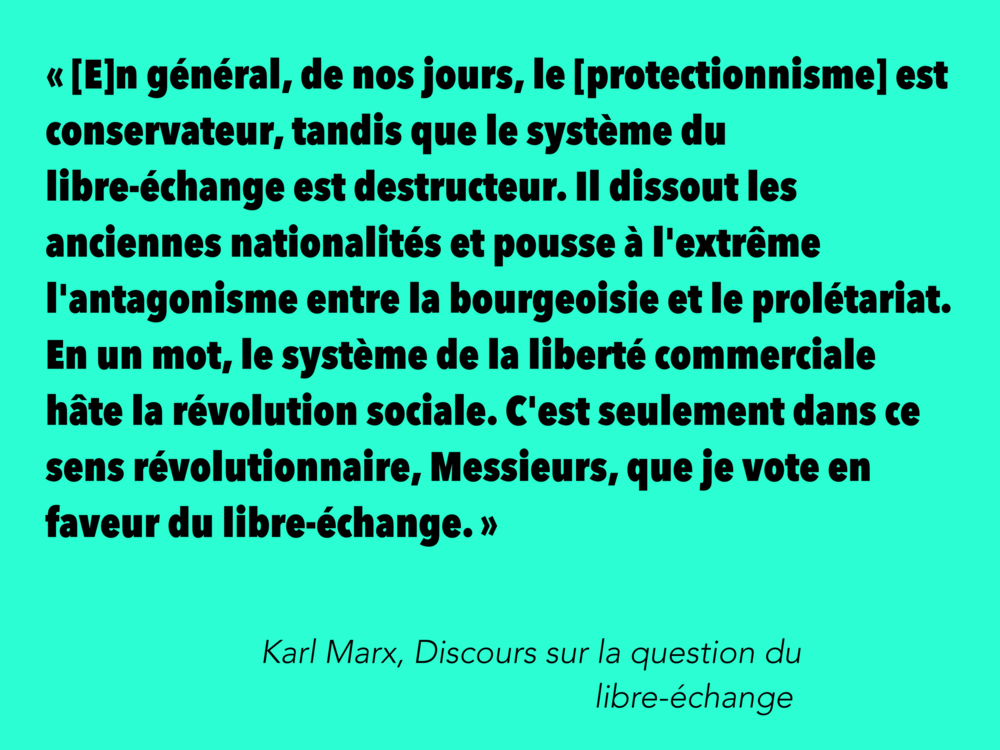 « [E]n général, de nos jours, le [protectionnisme] est
conservateur, tandis que le système du
libre-échange est destructeur. Il dissout les
anciennes nationalités et pousse à l'extrême
l'antagonisme entre la bourgeoisie et le prolétariat.
En un mot, le système de la liberté commerciale
hâte la révolution sociale. C'est seulement dans ce
sens révolutionnaire, Messieurs, que je vote en
faveur du libre-échange. »
Karl Marx, Discours sur la question du
libre-échange